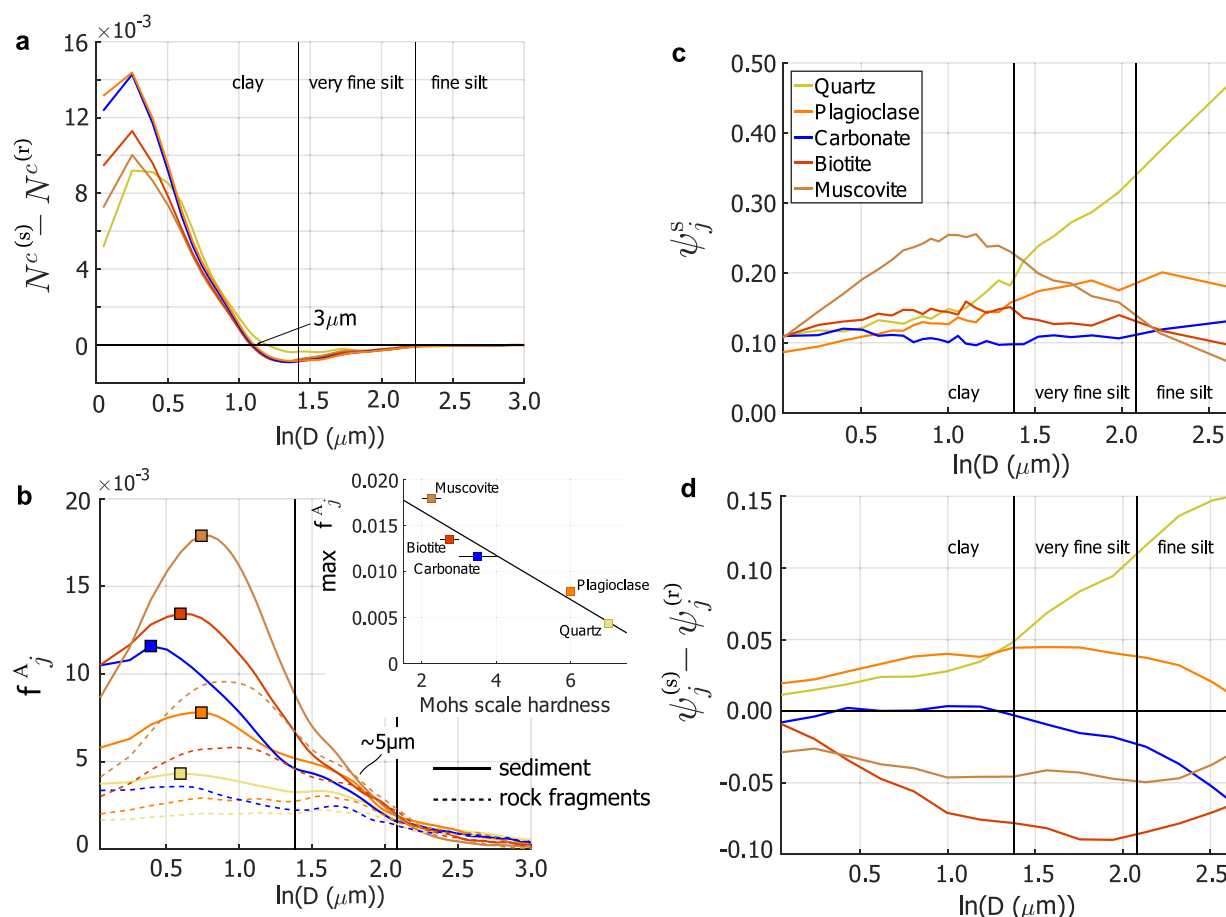 a
×10⁻³
16
14
12
10
8
6
4
2
0
N^c(s) – N^c(r)
clay
very fine silt
fine silt
3μm
0
0.5
1.0
1.5
2.0
2.5
3.0
ln(D (μm))
b
×10⁻³
20
15
10
5
0
f^A_j
0.020
0.015
0.010
0.005
0
max f^A_j
Muscovite
Biotite
Carbonate
Plagioclase
Quartz
2
4
6
Mohs scale hardness
~5μm
sediment
rock fragments
0
0.5
1.0
1.5
2.0
2.5
3.0
ln(D (μm))
c
0.50
0.40
0.30
0.20
0.10
0.00
ψ^s_j
Quartz
Plagioclase
Carbonate
Biotite
Muscovite
clay
very fine silt
fine silt
0.5
1.0
1.5
2.0
2.5
ln(D (μm))
d
0.15
0.10
0.05
0.00
-0.05
-0.10
ψ_j^(s) – ψ_j^(r)
clay
very fine silt
fine silt
0.5
1.0
1.5
2.0
2.5
ln(D (μm))